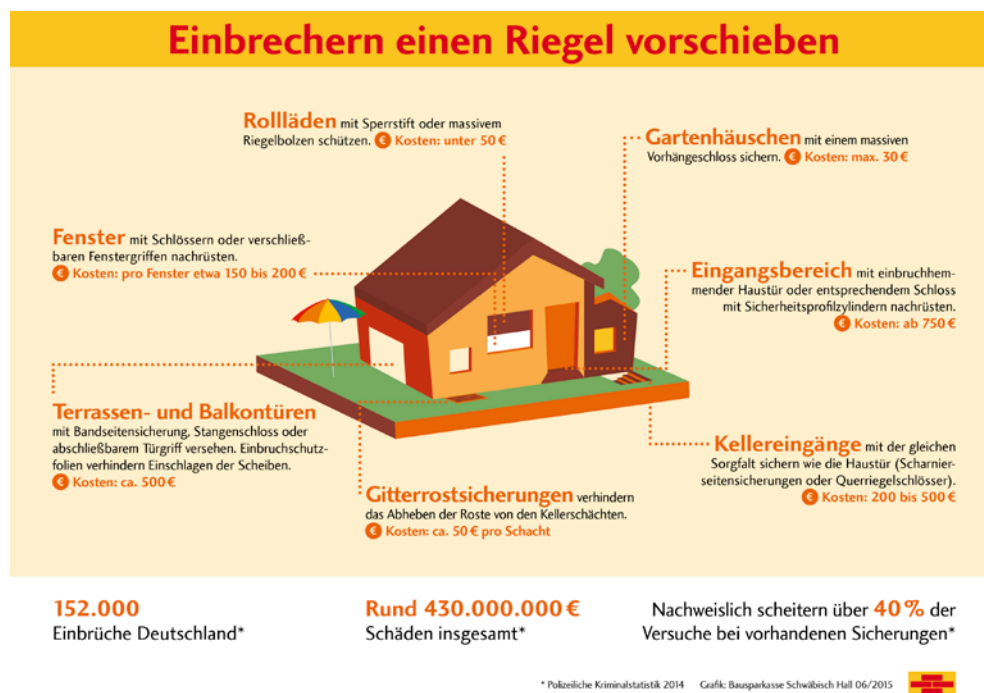 Einbrechern einen Riegel vorschieben
Rollläden mit Sperrstift oder massivem
Riegelbolzen schützen. € Kosten: unter 50 €
Gartenhäuschen mit einem massiven
Vorhängeschloss sichern. € Kosten: max. 30 €
Fenster mit Schlössern oder verschließ-
baren Fenstergriffen nachrüsten.
€ Kosten: pro Fenster etwa 150 bis 200 €
Eingangsbereich mit einbruchhem-
mender Haustür oder entsprechendem Schloss
mit Sicherheitsprofilzylindern nachrüsten.
€ Kosten: ab 750 €
Terrassen- und Balkontüren
mit Bandseitensicherung, Stangenschloss oder
abschließbarem Türgriff versehen. Einbruchschutz-
folien verhindern Einschlagen der Scheiben.
€ Kosten: ca. 500 €
Kellereingänge mit der gleichen
Sorgfalt sichern wie die Haustür (Scharnier-
seitensicherungen oder Querriegelschlösser).
€ Kosten: 200 bis 500 €
Gitterrostsicherungen verhindern
das Abheben der Roste von den Kellerschächten.
€ Kosten: ca. 50 € pro Schacht
152.000
Einbrüche Deutschland*
Rund 430.000.000 €
Schäden insgesamt*
Nachweislich scheitern über 40 % der
Versuche bei vorhandenen Sicherungen*
* Polizeiliche Kriminalstatistik 2014 Grafik: Bausparkasse Schwäbisch Hall 06/2015